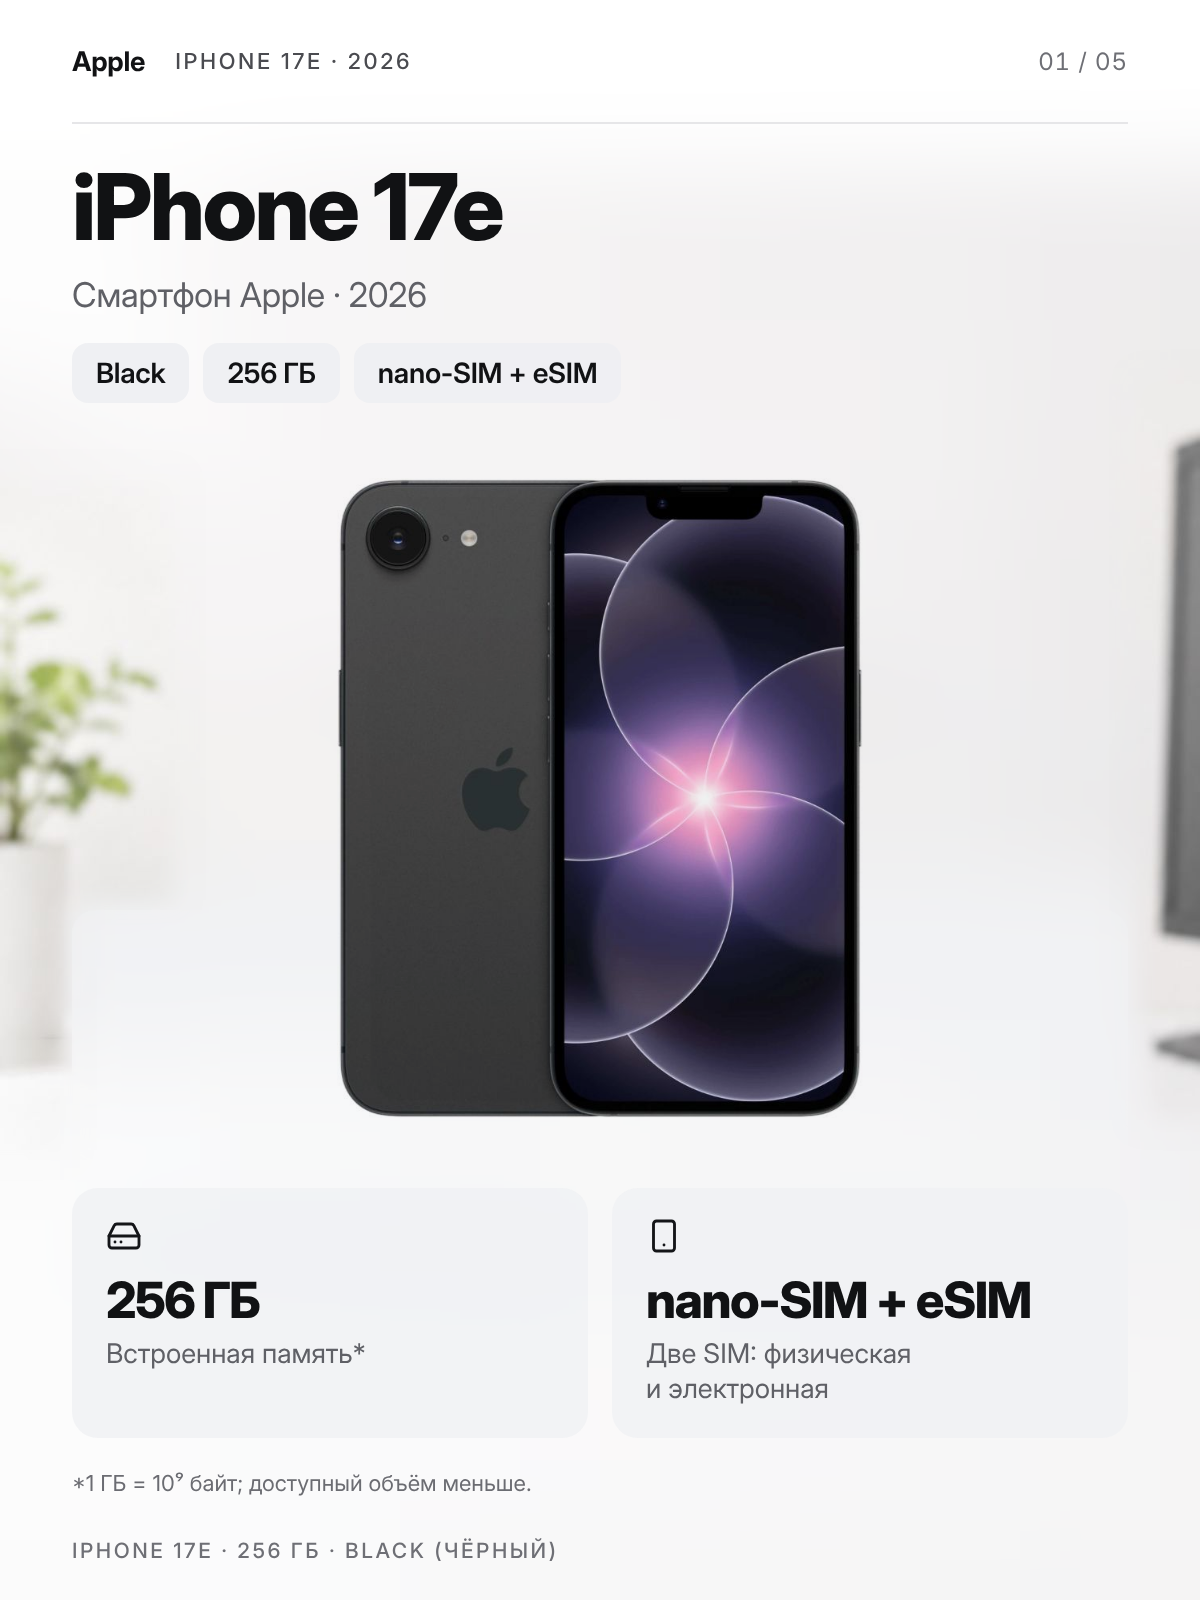 Apple IPHONE 17E · 2026 01 / 05
iPhone 17e
Смартфон Apple · 2026
Black 256 ГБ nano-SIM + eSIM
256 ГБ
Встроенная память*
nano-SIM + eSIM
Две SIM: физическая
и электронная
*1 ГБ = 10⁹ байт; доступный объём меньше.
IPHONE 17E · 256 ГБ · BLACK (ЧЁРНЫЙ)